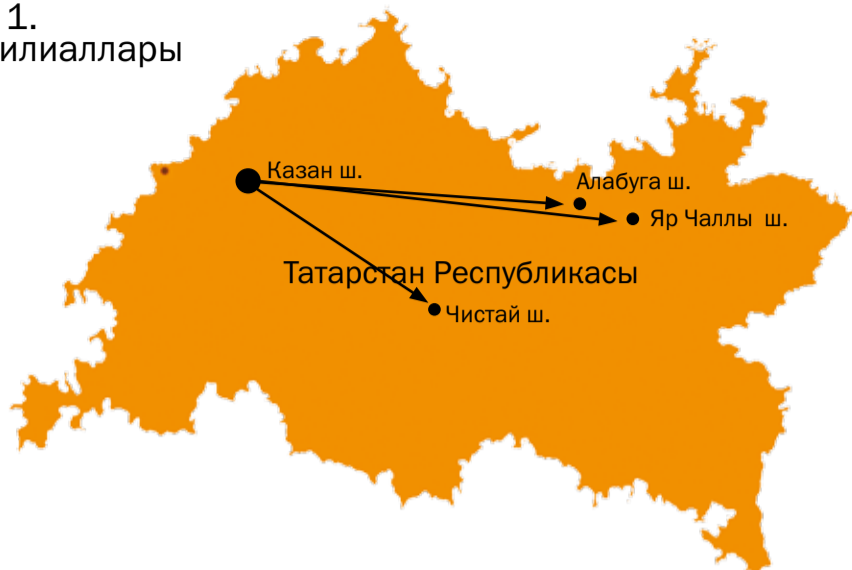 1.
илиаллары
Казан ш.
Алабуга ш.
Яр Чаллы ш.
Татарстан Республикасы
Чистай ш.